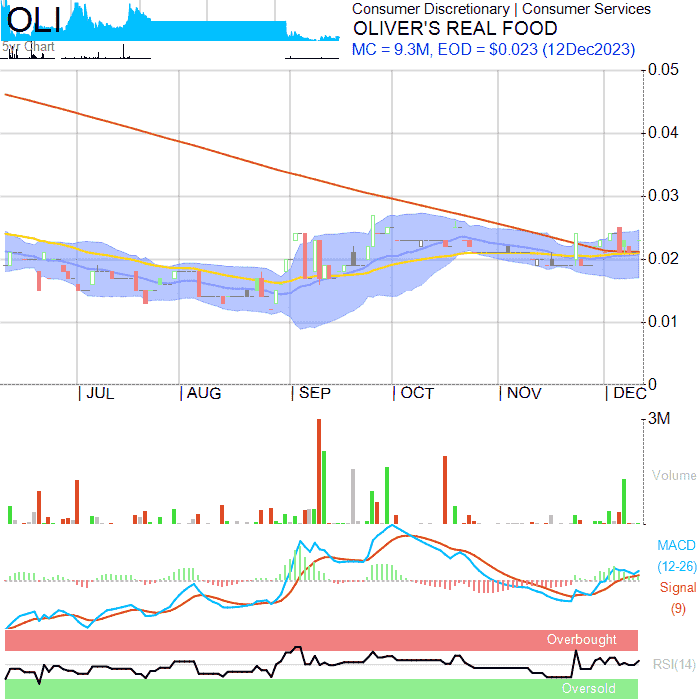 OLI
5yr Chart
Consumer Discretionary | Consumer Services
OLIVER'S REAL FOOD
MC = 9.3M, EOD = $0.023 (12Dec2023)
0.05
0.04
0.03
0.02
0.01
0
| JUL
| AUG
| SEP
| OCT
| NOV
| DEC
3M
Volume
MACD
(12-26)
Signal
(9)
Overbought
RSI(14)
Oversold